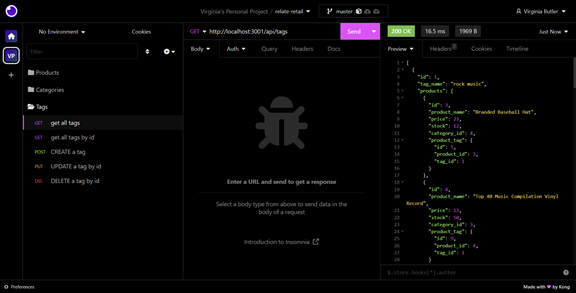 Virginia's Personal Project / relate-retail
master
Virginia Butler
No Environment
Cookies
GET
http://localhost:3001/api/tags
Send
200 OK
16.5 ms
1969 B
Just Now
Filter
Body
Auth
Query
Headers
Docs
Preview
Headers 7
Cookies
Timeline
VP
Products
Categories
Tags
GET get all tags
GET get all tags by id
POST CREATE a tag
PUT UPDATE a tag by id
DEL DELETE a tag by id
Enter a URL and send to get a response
Select a body type from above to send data in the
body of a request
Introduction to Insomnia
1 [
2 {
3 "id": 1,
4 "tag_name": "rock music",
5 "products": [
6 {
7 "id": 3,
8 "product_name": "Branded Baseball Hat",
9 "price": 23,
10 "stock": 12,
11 "category_id": 4,
12 "product_tag": {
13 "id": 5,
14 "product_id": 3,
15 "tag_id": 1
16 }
17 },
18 {
19 "id": 4,
20 "product_name": "Top 40 Music Compilation Vinyl
Record",
21 "price": 13,
22 "stock": 50,
23 "category_id": 3,
24 "product_tag": {
25 "id": 9,
26 "product_id": 4,
27 "tag_id": 1
28 }
$.store.books[*].author
Preferences
Made with ♥ by Kong